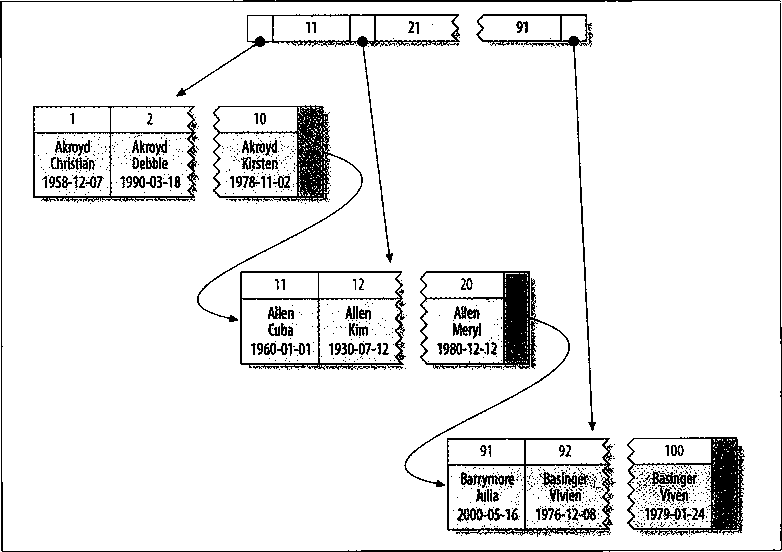 11 21 91
1 2 10
Akroyd Akroyd Akroyd
Christian Debble Kirsten
1958-12-07 1990-03-18 1978-11-02
11 12 20
Allen Allen Allen
Cuba Kim Meryl
1960-01-01 1930-07-12 1980-12-12
91 92 100
Barrymore Basinger Basinger
Julia Vivien Viven
2000-05-16 1976-12-08 1979-01-24